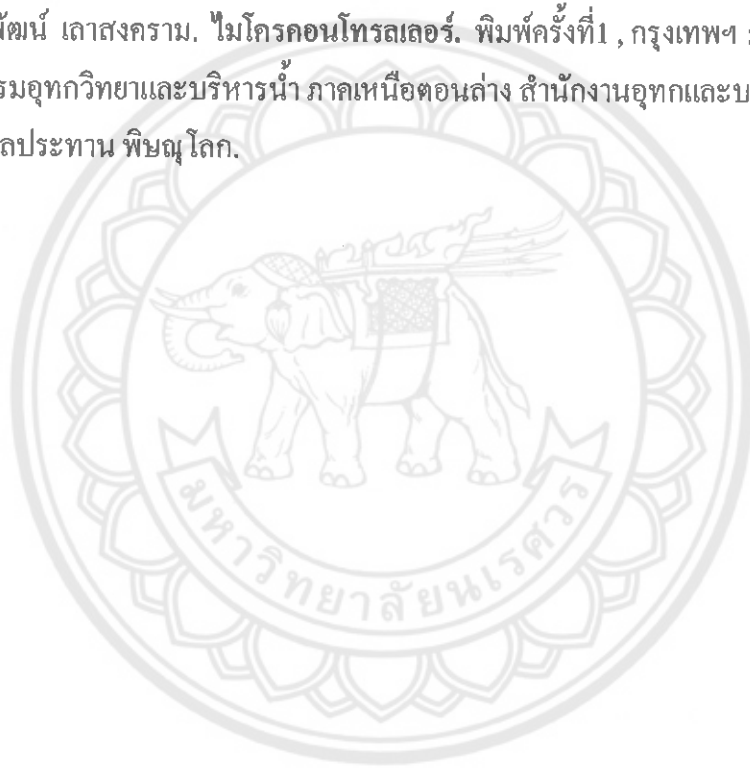 พัฒน์ เลาสงคราม. ไมโครคอนโทรลเลอร์. พิมพ์ครั้งที่1 , กรุงเทพฯ :
รมอุทกวิทยาและบริหารน้ำ ภาคเหนือตอนล่าง สำนักงานอุทกและบ
ลประทาน พิษณุโลก.
มหาวิทยาลัยนเรศวร